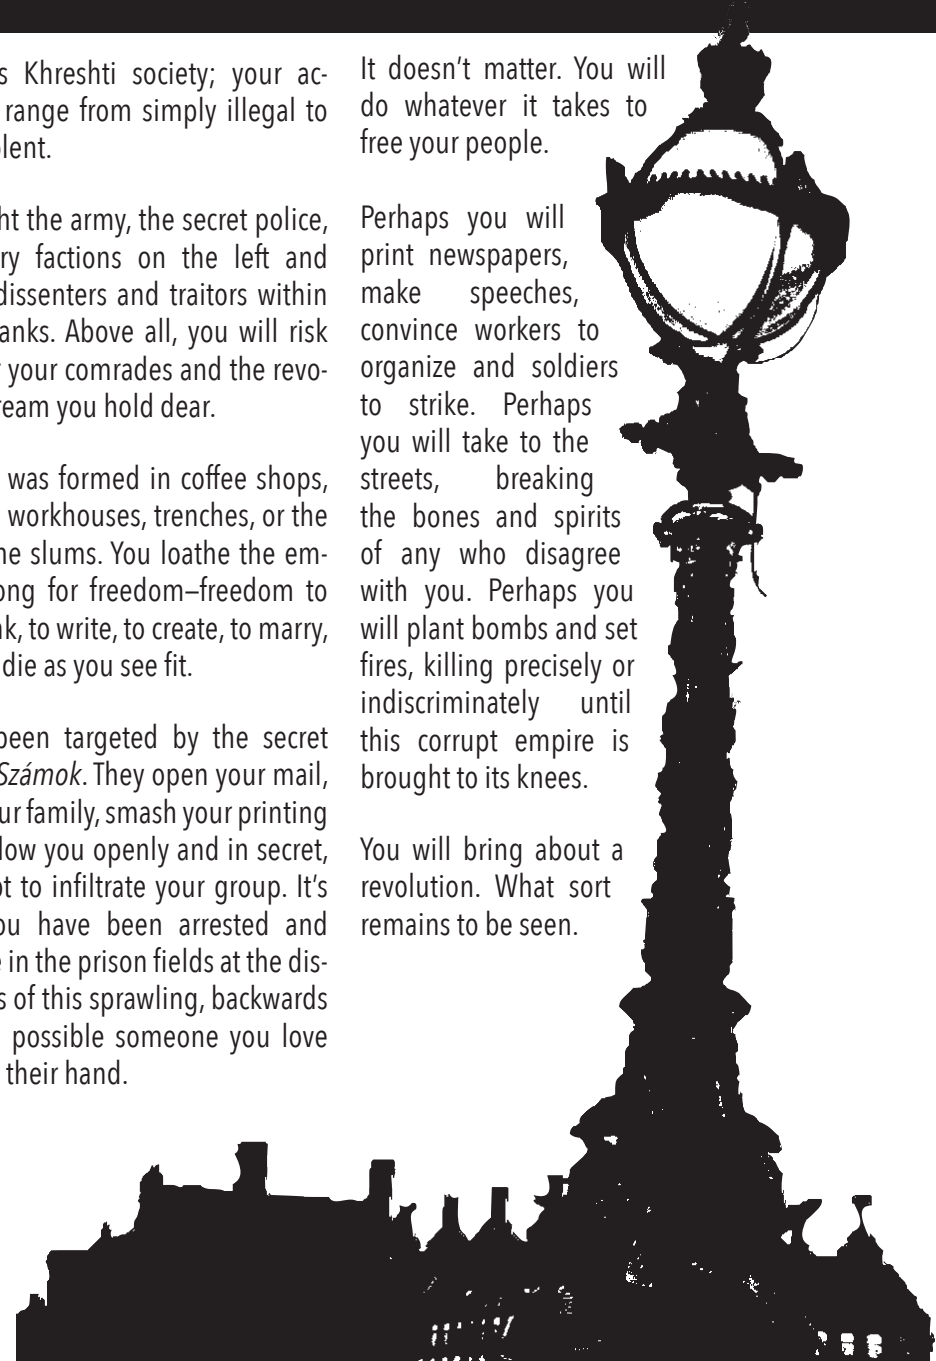 s Khreshti society; your ac-
range from simply illegal to
lent.
ht the army, the secret police,
ry factions on the left and
dissenters and traitors within
anks. Above all, you will risk
your comrades and the revo-
ream you hold dear.
was formed in coffee shops,
workhouses, trenches, or the
ne slums. You loathe the em-
ong for freedom–freedom to
nk, to write, to create, to marry,
die as you see fit.
been targeted by the secret
Számok. They open your mail,
ur family, smash your printing
low you openly and in secret,
pt to infiltrate your group. It’s
ou have been arrested and
e in the prison fields at the dis-
s of this sprawling, backwards
possible someone you love
their hand.
It doesn’t matter. You will
do whatever it takes to
free your people.
Perhaps you will
print newspapers,
make speeches,
convince workers to
organize and soldiers
to strike. Perhaps
you will take to the
streets, breaking
the bones and spirits
of any who disagree
with you. Perhaps you
will plant bombs and set
fires, killing precisely or
indiscriminately until
this corrupt empire is
brought to its knees.
You will bring about a
revolution. What sort
remains to be seen.